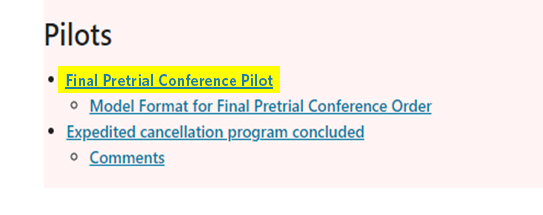 Pilots
Final Pretrial Conference Pilot
Model Format for Final Pretrial Conference Order
Expedited cancellation program concluded
Comments